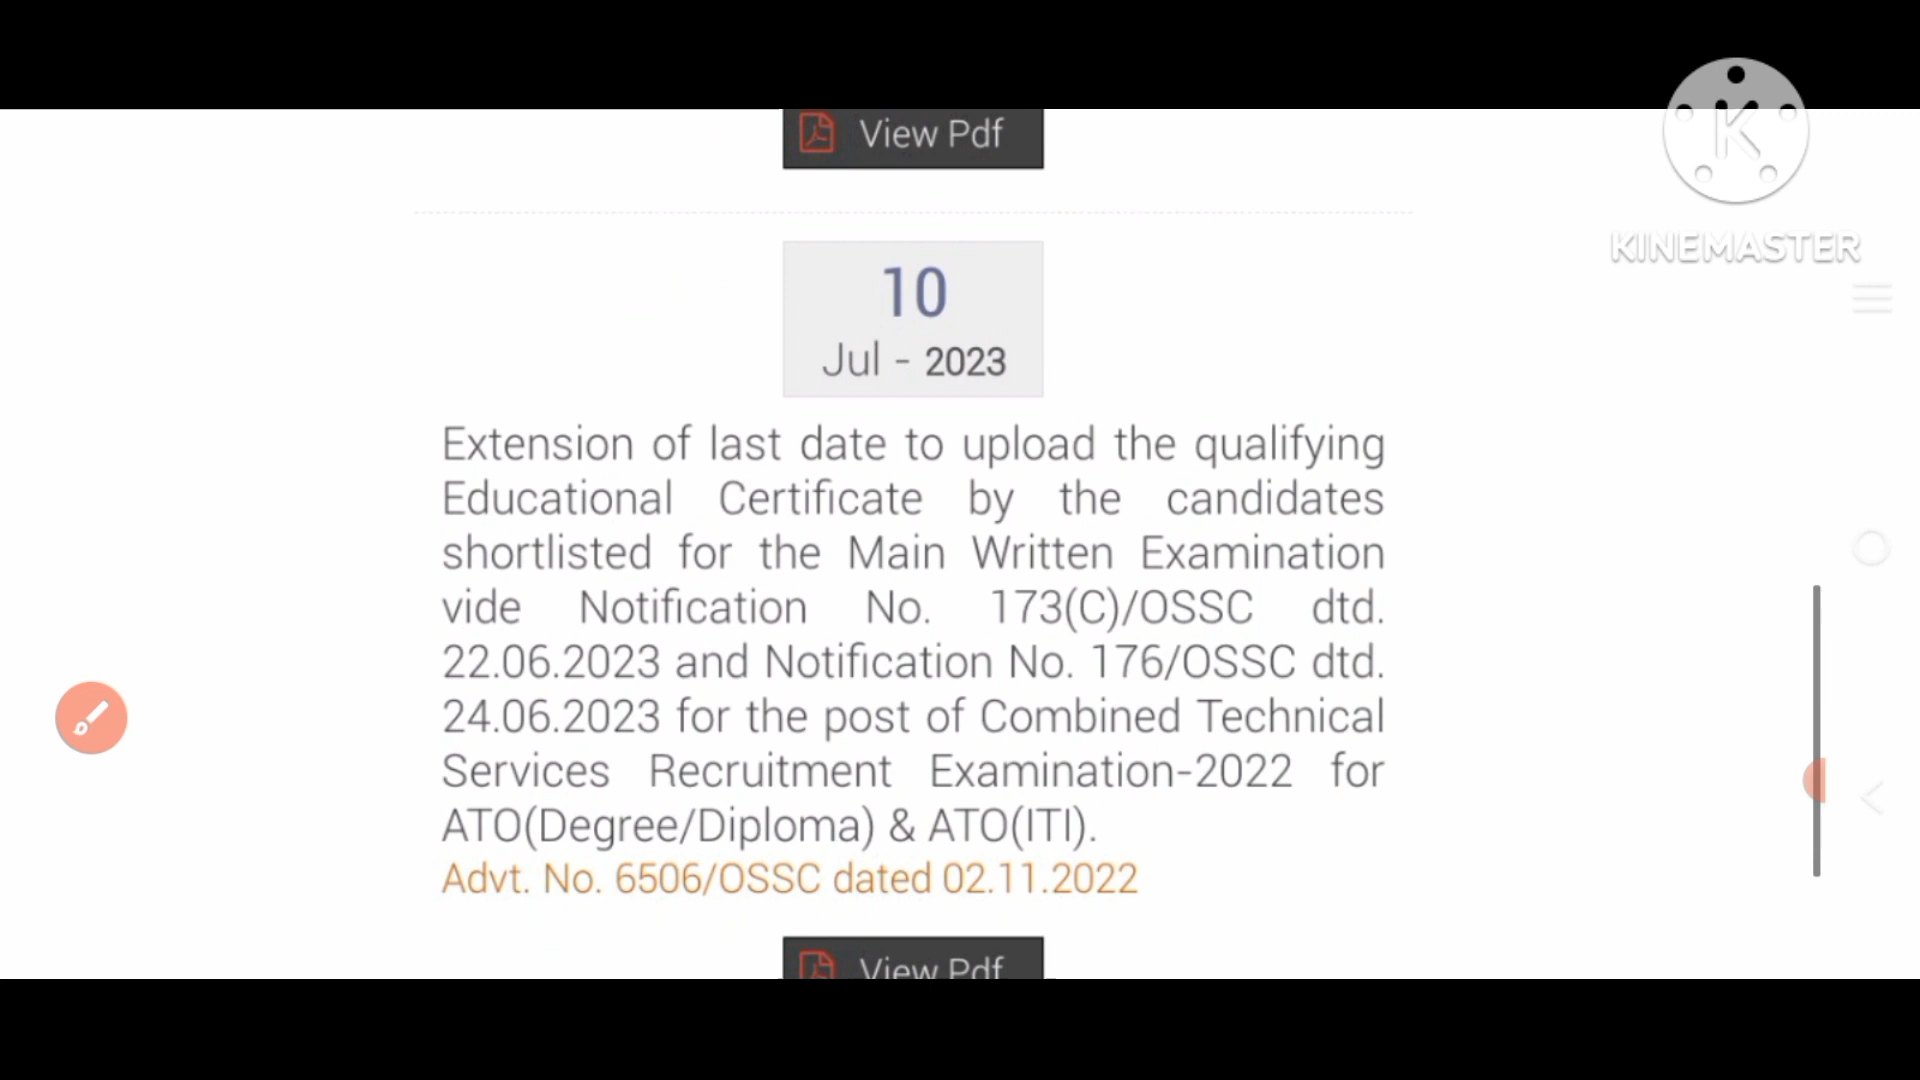 View Pdf
K
KINEMASTER
10
Jul - 2023
Extension of last date to upload the qualifying
Educational Certificate by the candidates
shortlisted for the Main Written Examination
vide Notification No. 173(C)/OSSC dtd.
22.06.2023 and Notification No. 176/OSSC dtd.
24.06.2023 for the post of Combined Technical
Services Recruitment Examination-2022 for
ATO(Degree/Diploma) & ATO(ITI).
Advt. No. 6506/OSSC dated 02.11.2022
View Pdf